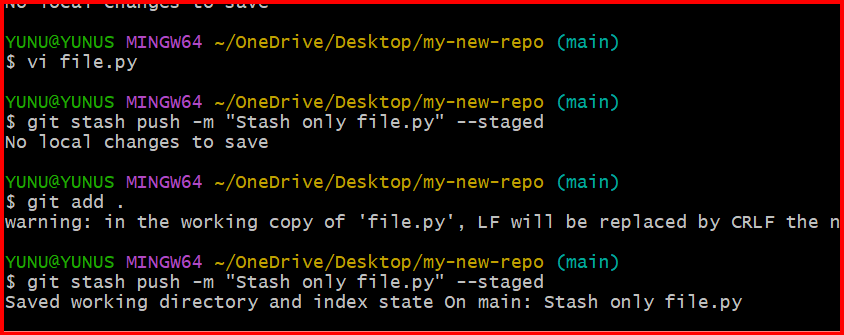 No local changes to save
YUNU@YUNUS MINGW64 ~/OneDrive/Desktop/my-new-repo (main)
$ vi file.py
YUNU@YUNUS MINGW64 ~/OneDrive/Desktop/my-new-repo (main)
$ git stash push -m "Stash only file.py" --staged
No local changes to save
YUNU@YUNUS MINGW64 ~/OneDrive/Desktop/my-new-repo (main)
$ git add .
warning: in the working copy of 'file.py', LF will be replaced by CRLF the n
YUNU@YUNUS MINGW64 ~/OneDrive/Desktop/my-new-repo (main)
$ git stash push -m "Stash only file.py" --staged
Saved working directory and index state On main: Stash only file.py